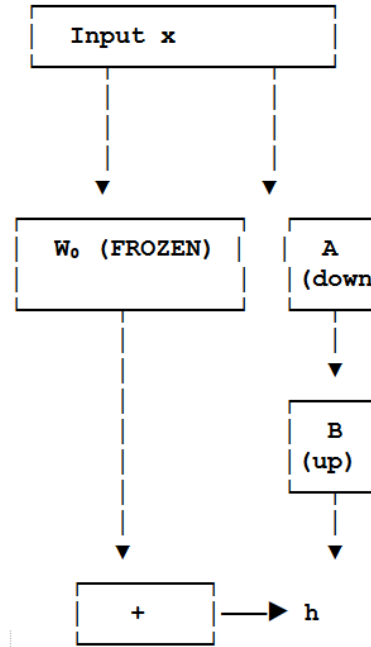 Input x
W₀ (FROZEN)
A
(down
B
(up)
+
h